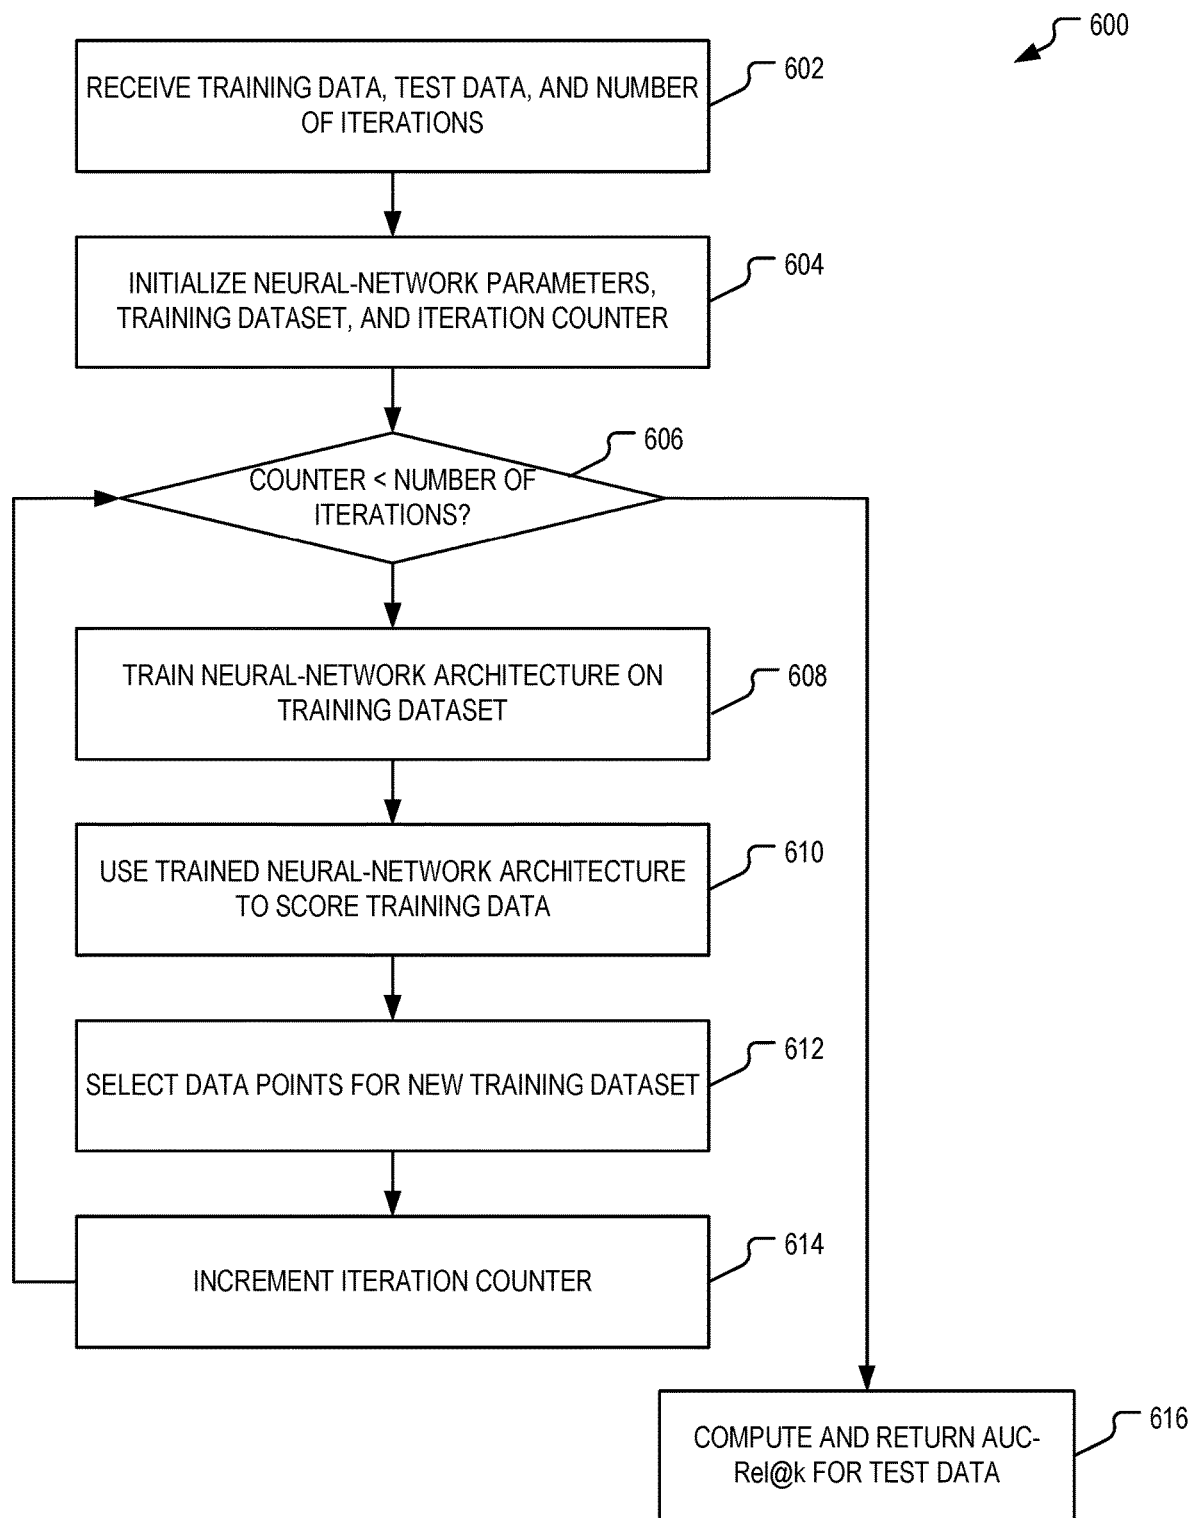 600
RECEIVE TRAINING DATA, TEST DATA, AND NUMBER
OF ITERATIONS
602
INITIALIZE NEURAL-NETWORK PARAMETERS,
TRAINING DATASET, AND ITERATION COUNTER
604
COUNTER < NUMBER OF
ITERATIONS?
606
TRAIN NEURAL-NETWORK ARCHITECTURE ON
TRAINING DATASET
608
USE TRAINED NEURAL-NETWORK ARCHITECTURE
TO SCORE TRAINING DATA
610
SELECT DATA POINTS FOR NEW TRAINING DATASET
612
INCREMENT ITERATION COUNTER
614
COMPUTE AND RETURN AUC-
Rel@k FOR TEST DATA
616